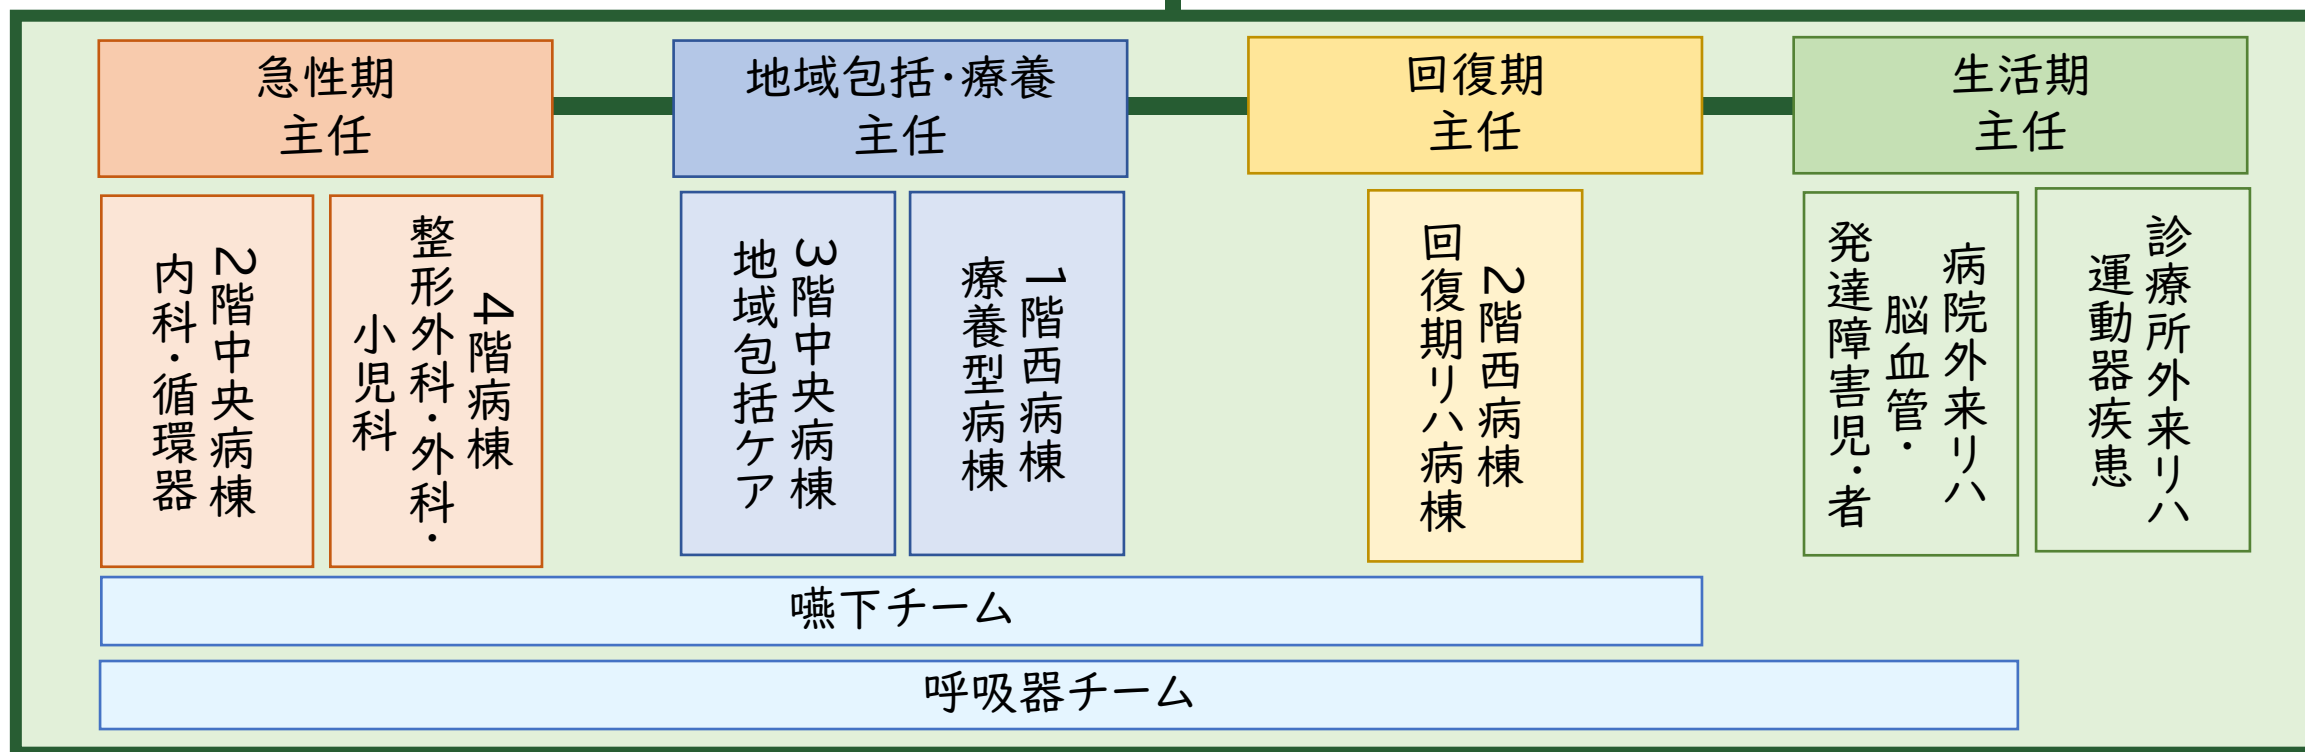 急性期
主任
地域包括・療養
主任
回復期
主任
生活期
主任
2階中央病棟
内科・循環器
4階病棟
整形外科・外科・
小児科
3階中央病棟
地域包括ケア
1階西病棟
療養型病棟
2階西病棟
回復期リハ病棟
病院外来リハ
脳血管・
発達障害児・者
診療所外来リハ
運動器疾患
嚥下チーム
呼吸器チーム